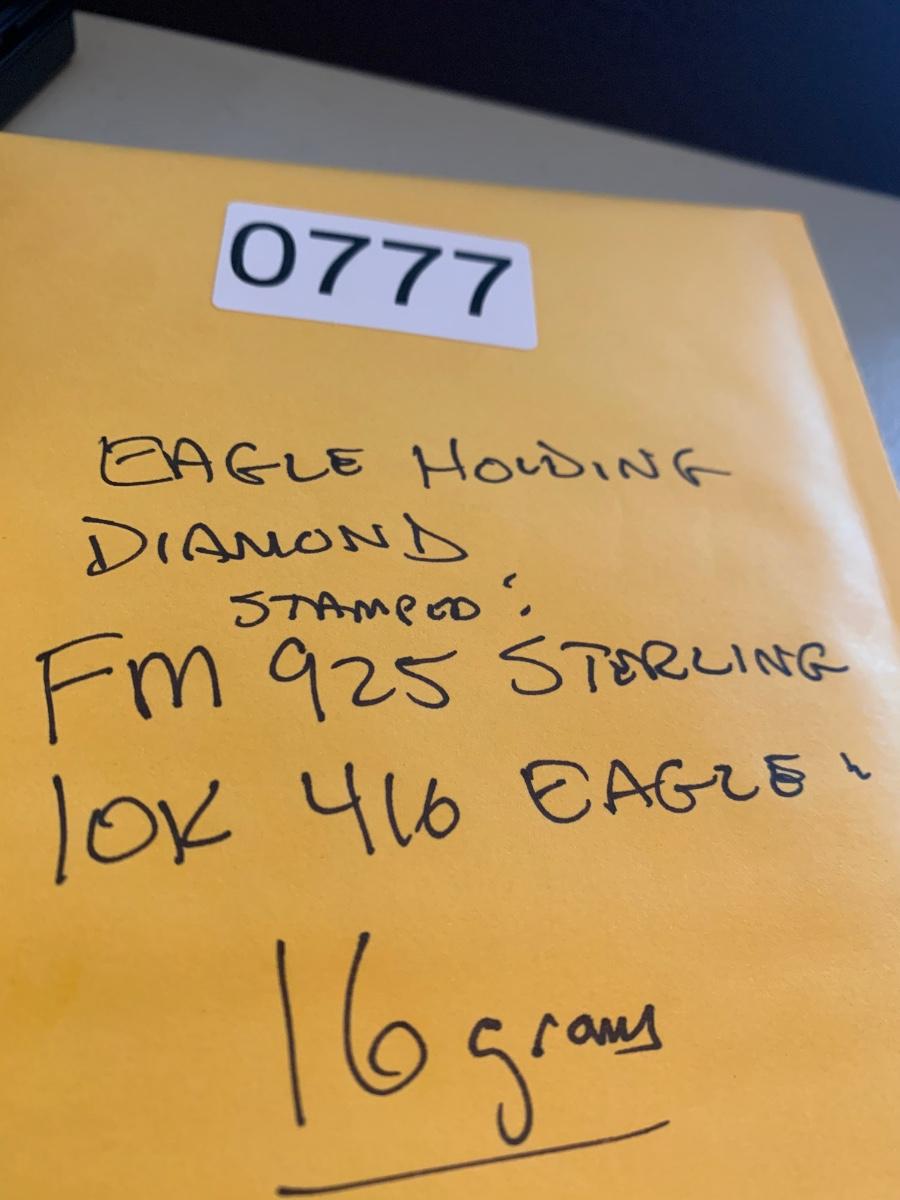 0777
EAGLE HOLDING
DIAMOND
STAMPED :
FM 925 STERLING
10K 416 EAGLE
16 grams